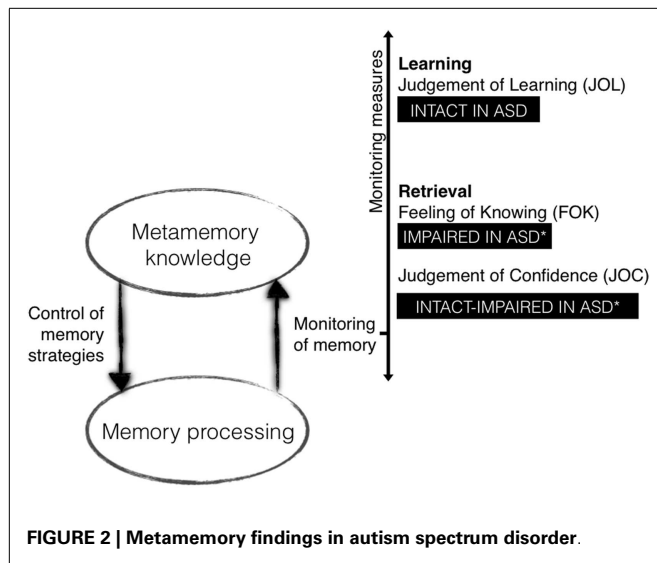 Metamemory
knowledge
Control of
memory
strategies
Monitoring
of memory
Memory processing
Monitoring measures
Learning
Judgement of Learning (JOL)
INTACT IN ASD
Retrieval
Feeling of Knowing (FOK)
IMPAIRED IN ASD*
Judgement of Confidence (JOC)
INTACT-IMPAIRED IN ASD*
FIGURE 2 | Metamemory findings in autism spectrum disorder.